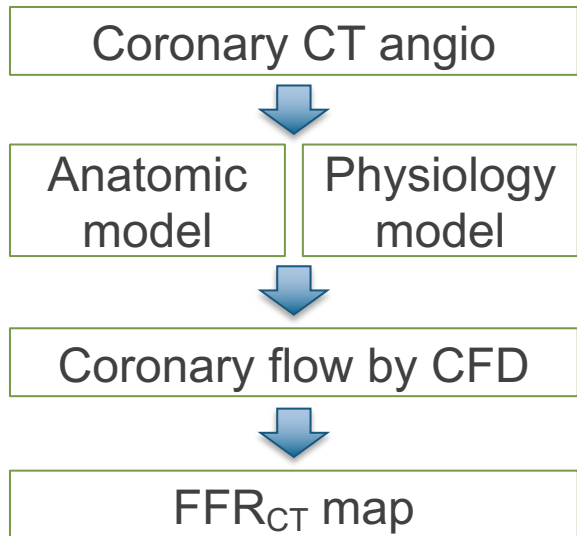 Coronary CT angio
Anatomic
model
Physiology
model
Coronary flow by CFD
FFRCT map